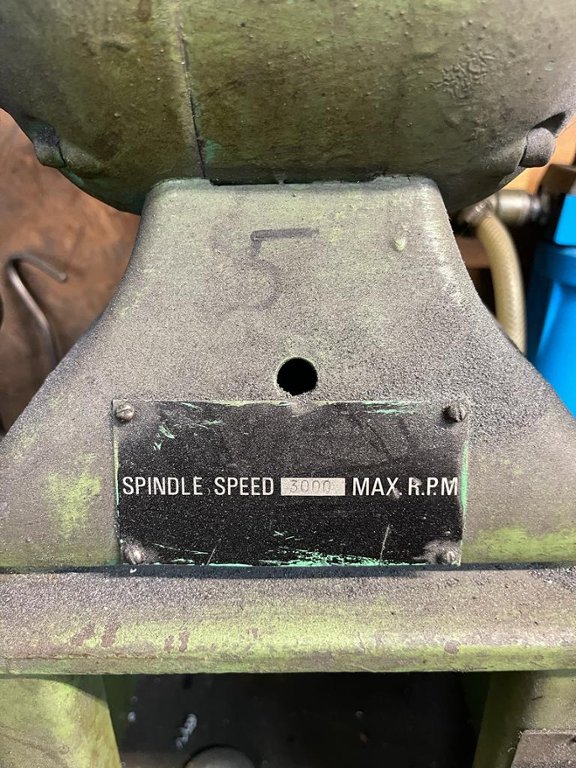 5
SPINDLE SPEED 3000 MAX. R.P.M